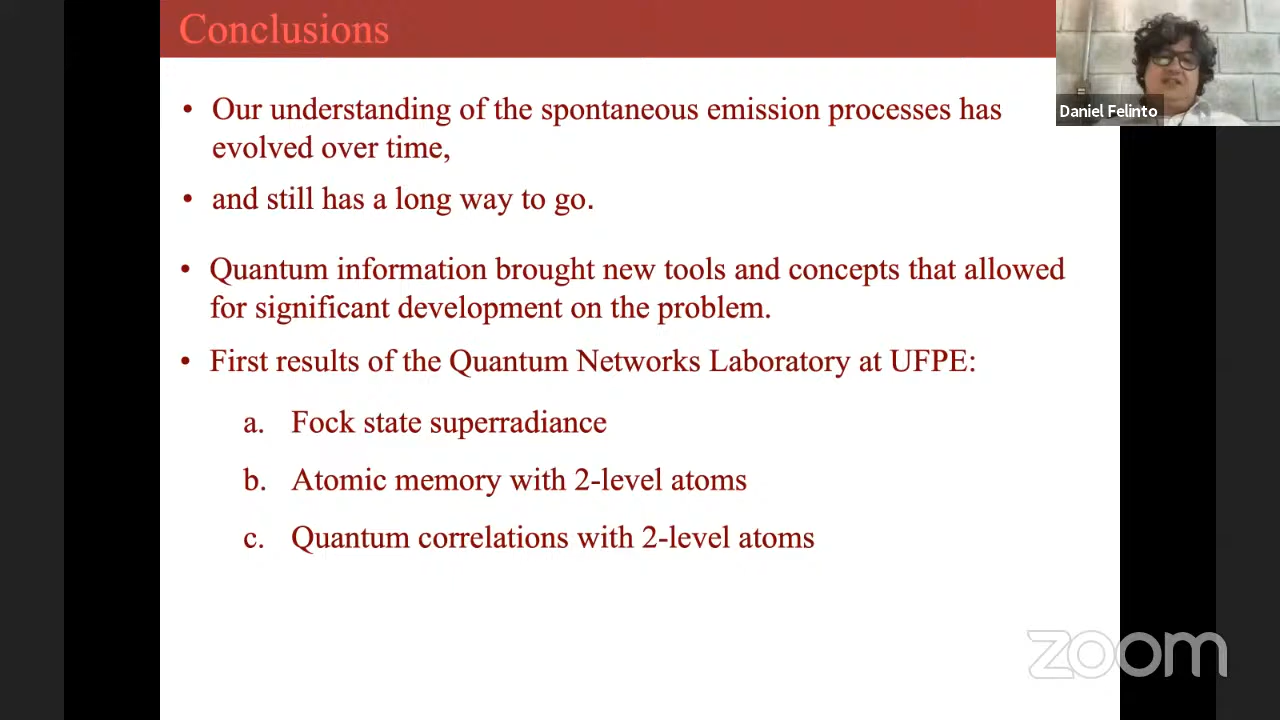 Conclusions
Daniel Felinto
• Our understanding of the spontaneous emission processes has
evolved over time,
• and still has a long way to go.
• Quantum information brought new tools and concepts that allowed
for significant development on the problem.
• First results of the Quantum Networks Laboratory at UFPE:
a. Fock state superradiance
b. Atomic memory with 2-level atoms
c. Quantum correlations with 2-level atoms
zoom